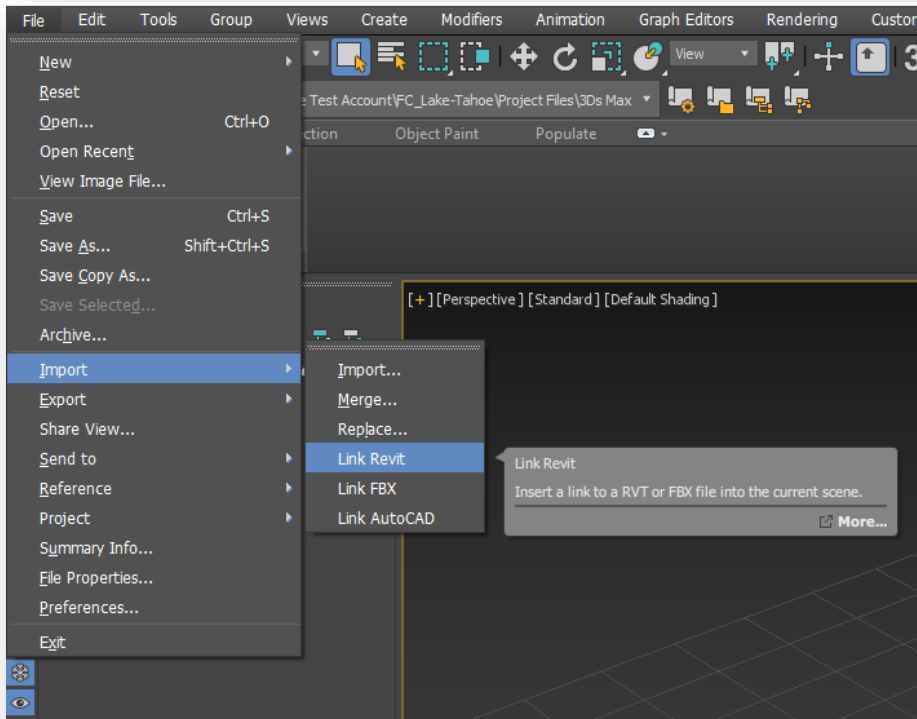 File Edit Tools Group Views Create Modifiers Animation Graph Editors Rendering
New
Reset
Open... Ctrl+O
Open Recent
View Image File...
Save Ctrl+S
Save As... Shift+Ctrl+S
Save Copy As...
Save Selected...
Archive...
Import
Export
Share View...
Send to
Reference
Project
Summary Info...
File Properties...
Preferences...
Exit
View
Test Account\FC_Lake-Tahoe\Project Files\3Ds Max
Object Paint Populate
[+] [Perspective] [Standard] [Default Shading]
Import...
Merge...
Replace...
Link Revit
Link FBX
Link AutoCAD
Link Revit
Insert a link to a RVT or FBX file into the current scene.
More...